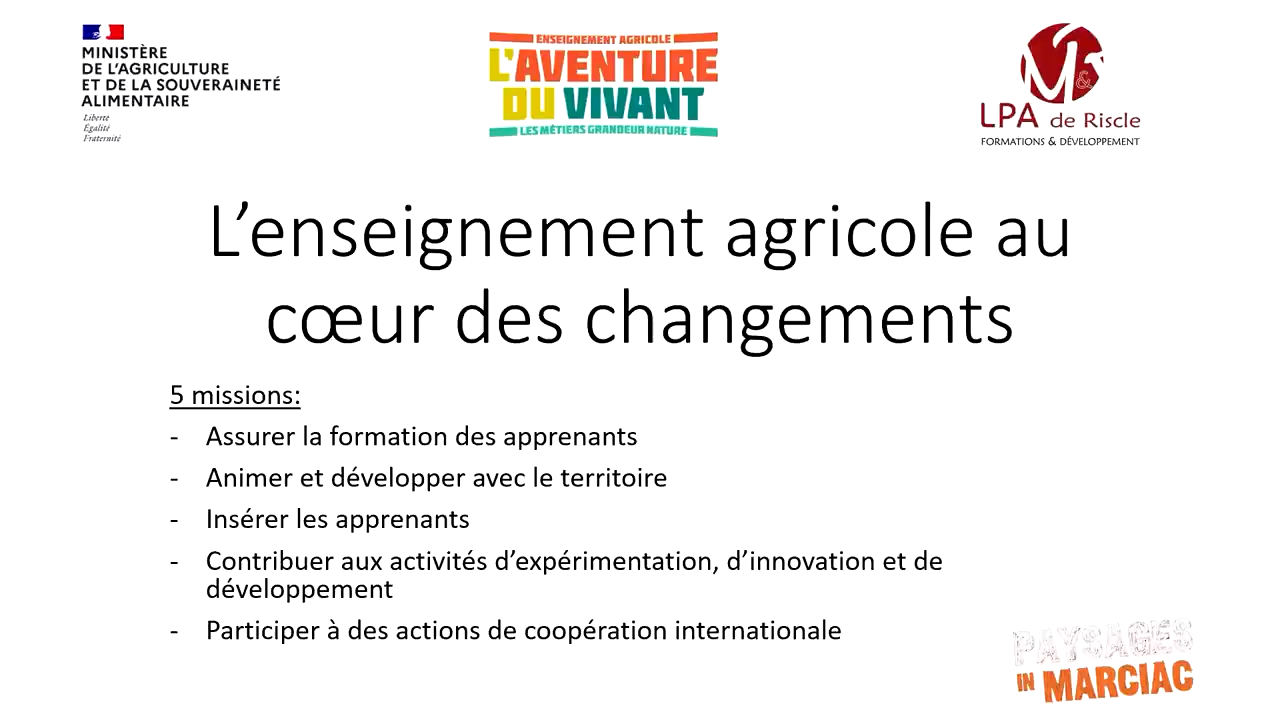 MINISTÈRE
DE L'AGRICULTURE
ET DE LA SOUVERAINETÉ
ALIMENTAIRE
Liberté
Égalité
Fraternité
ENSEIGNEMENT AGRICOLE
L'AVENTURE
DU VIVANT
LES MÉTIERS GRANDEUR NATURE
M&
LPA de Riscle
FORMATIONS & DÉVELOPPEMENT
L’enseignement agricole au
cœur des changements
5 missions:
- Assurer la formation des apprenants
- Animer et développer avec le territoire
- Insérer les apprenants
- Contribuer aux activités d’expérimentation, d’innovation et de
développement
- Participer à des actions de coopération internationale
PAYSAGES
IN MARCIAC